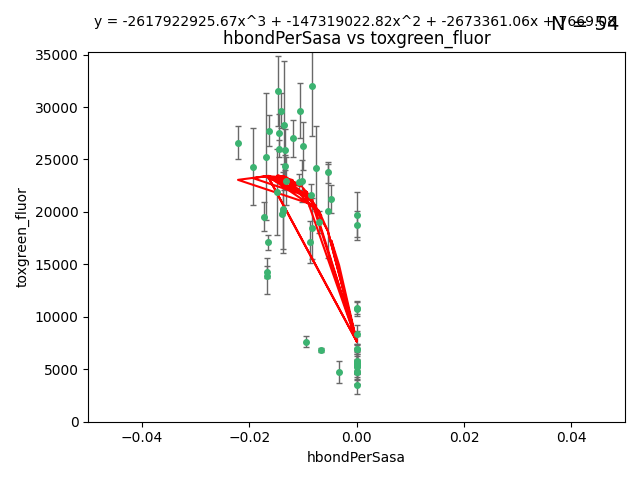 y = -2617922925.67x^3 + -147319022.82x^2 + -2673361.06x + 7669.08
N = 54
hbondPerSasa vs toxgreen_fluor
toxgreen_fluor
35000
30000
25000
20000
15000
10000
5000
0
-0.04
-0.02
0.00
0.02
0.04
hbondPerSasa